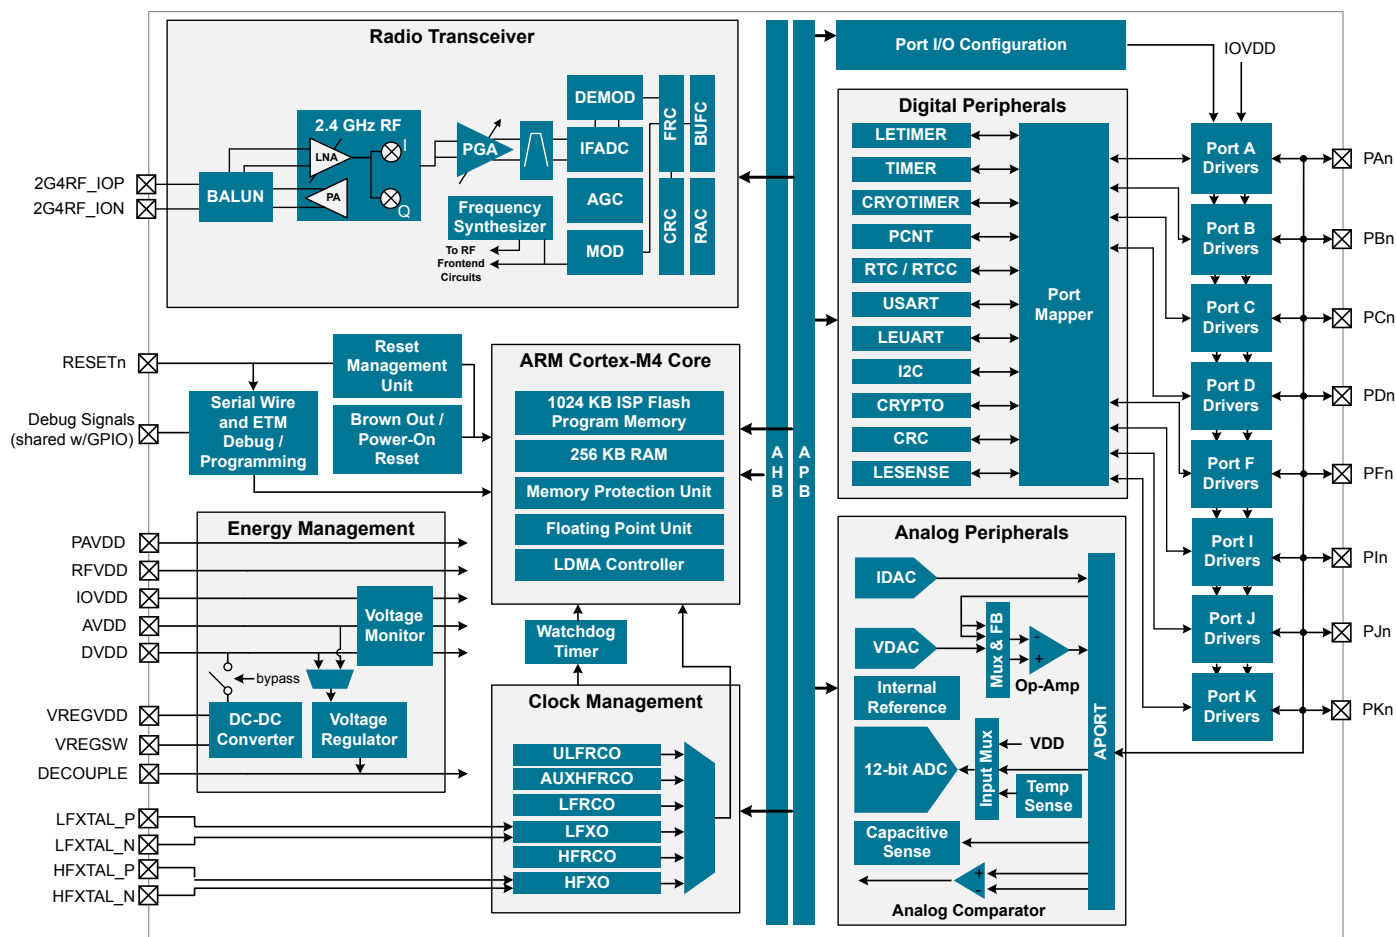 Radio Transceiver
2.4 GHz RF
LNA
PA
I
Q
BALUN
PGA
DEMOD
IFADC
AGC
MOD
FRC
BUFC
CRC
RAC
Frequency
Synthesizer
To RF
Frontend
Circuits
2G4RF_IOP
2G4RF_ION
RESETn
Debug Signals
(shared w/GPIO)
Reset
Management
Unit
Brown Out /
Power-On
Reset
Serial Wire
and ETM
Debug /
Programming
ARM Cortex-M4 Core
1024 KB ISP Flash
Program Memory
256 KB RAM
Memory Protection Unit
Floating Point Unit
LDMA Controller
Watchdog
Timer
Energy Management
PAVDD
RFVDD
IOVDD
AVDD
DVDD
VREGVDD
VREGSW
DECOUPLE
Voltage
Monitor
bypass
DC-DC
Converter
Voltage
Regulator
Clock Management
ULFRCO
AUXHFRCO
LFRCO
LFXO
HFRCO
HFXO
LFXTAL_P
LFXTAL_N
HFXTAL_P
HFXTAL_N
AHB
APB
Port I/O Configuration
IOVDD
Digital Peripherals
LETIMER
TIMER
CRYOTIMER
PCNT
RTC / RTCC
USART
LEUART
I2C
CRYPTO
CRC
LESENSE
Port
Mapper
Analog Peripherals
IDAC
VDAC
Mux & FB
-
+
Op-Amp
Internal
Reference
12-bit ADC
Input Mux
VDD
Temp
Sense
Capacitive
Sense
+
-
Analog Comparator
APORT
Port A
Drivers
Port B
Drivers
Port C
Drivers
Port D
Drivers
Port F
Drivers
Port I
Drivers
Port J
Drivers
Port K
Drivers
PAn
PBn
PCn
PDn
PFn
PIn
PJn
PKn